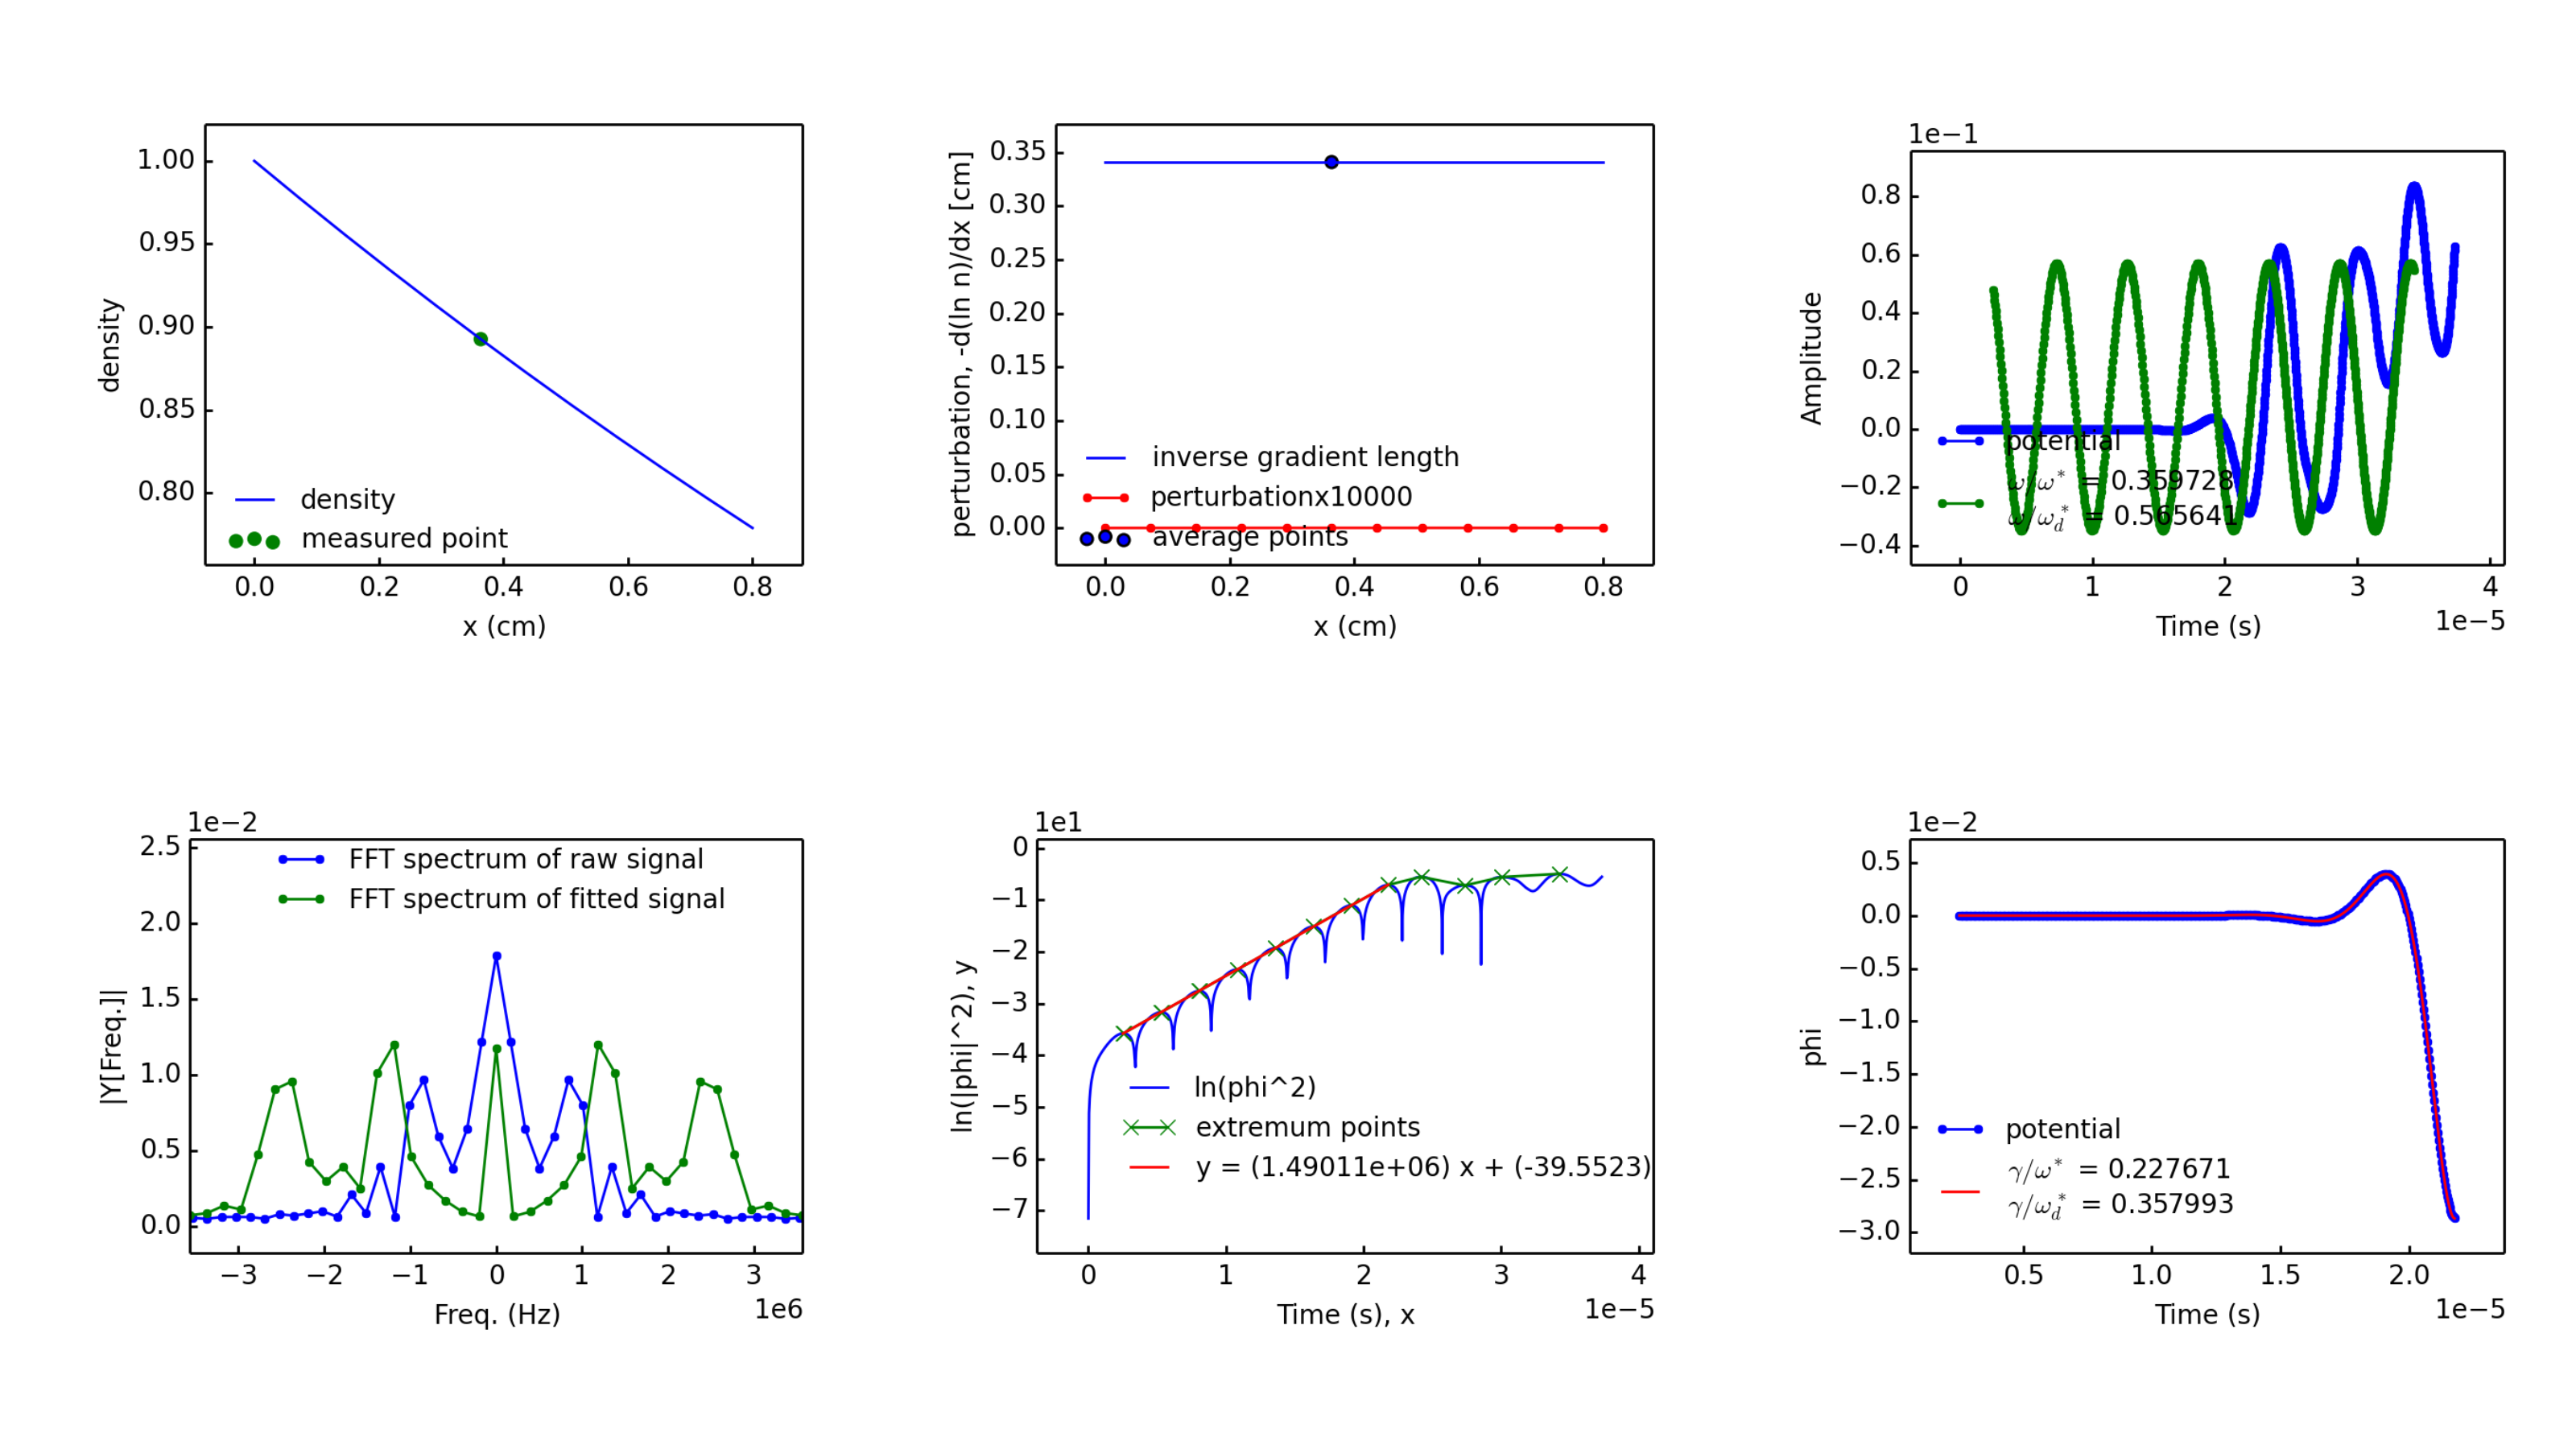 density
1.00
0.95
0.90
0.85
0.80
density
measured point
0.0 0.2 0.4 0.6 0.8
x (cm)
perturbation, -d(ln n)/dx [cm]
0.35
0.30
0.25
0.20
0.15
0.10
0.05
0.00
inverse gradient length
perturbationx10000
average points
0.0 0.2 0.4 0.6 0.8
x (cm)
1e−1
Amplitude
0.8
0.6
0.4
0.2
0.0
−0.2
−0.4
potential
ω/ω* = 0.359728
ω/ω_d* = 0.565641
0 1 2 3 4
Time (s)
1e−5
1e−2
|Y[Freq.]|
2.5
2.0
1.5
1.0
0.5
0.0
FFT spectrum of raw signal
FFT spectrum of fitted signal
−3 −2 −1 0 1 2 3
Freq. (Hz)
1e6
1e1
ln(|phi|^2), y
0
−1
−2
−3
−4
−5
−6
−7
ln(phi^2)
extremum points
y = (1.49011e+06) x + (-39.5523)
0 1 2 3 4
Time (s), x
1e−5
1e−2
phi
0.5
0.0
−0.5
−1.0
−1.5
−2.0
−2.5
−3.0
potential
γ/ω* = 0.227671
γ/ω_d* = 0.357993
0.5 1.0 1.5 2.0
Time (s)
1e−5